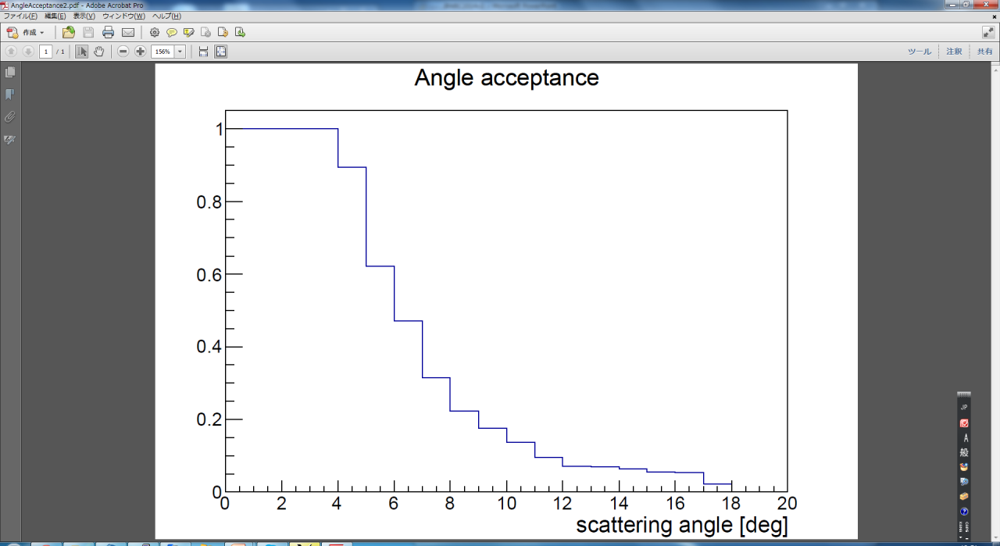 AngleAcceptance2.pdf - Adobe Acrobat Pro
ファイル(F) 編集(E) 表示(V) ウィンドウ(W) ヘルプ(H)
作成
1 / 1 156% ツール 注釈 共有
Angle acceptance
1
0.8
0.6
0.4
0.2
0
0 2 4 6 8 10 12 14 16 18 20
scattering angle [deg]
JP
A
般
CAPS
KANA